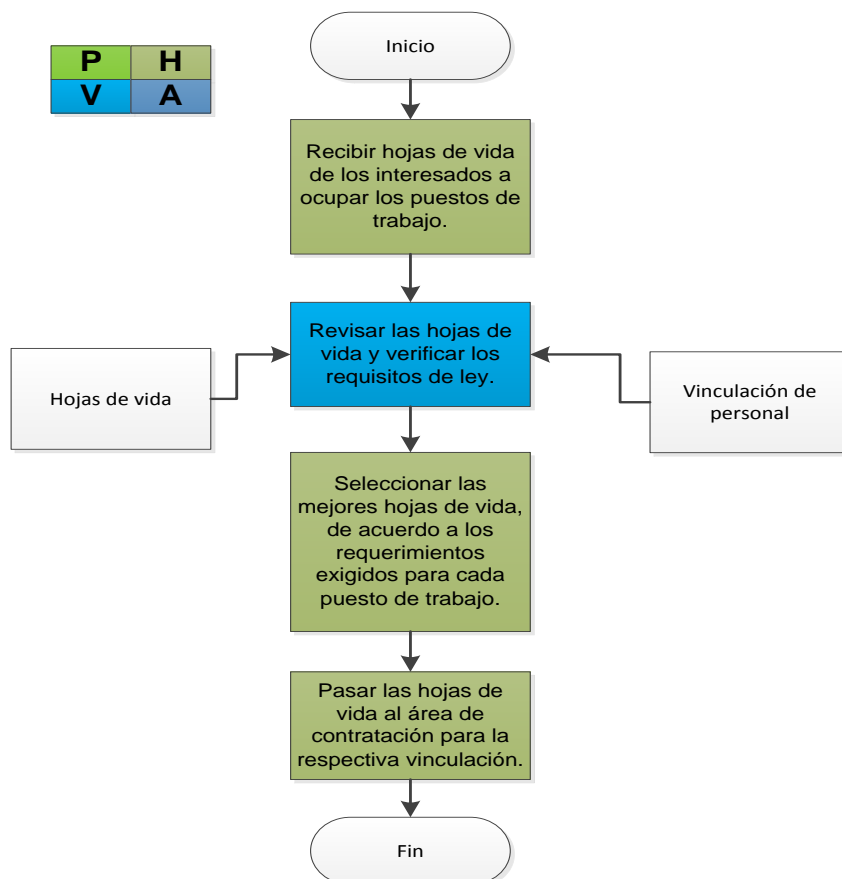 P H
V A
Inicio
Recibir hojas de vida
de los interesados a
ocupar los puestos de
trabajo.
Revisar las hojas de
vida y verificar los
requisitos de ley.
Hojas de vida
Vinculación de
personal
Seleccionar las
mejores hojas de vida,
de acuerdo a los
requerimientos
exigidos para cada
puesto de trabajo.
Pasar las hojas de
vida al área de
contratación para la
respectiva vinculación.
Fin